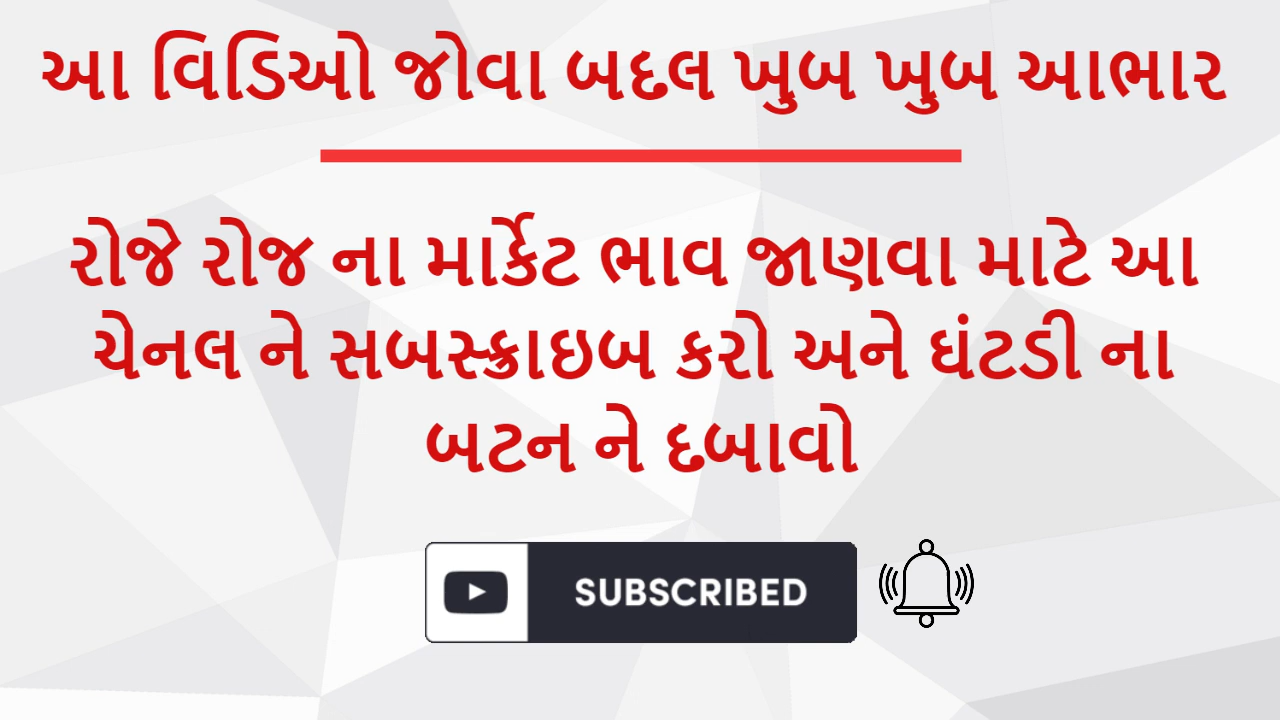 આ વિડિઓ જોવા બદલ ખુબ ખુબ આભાર
રોજે રોજ ના માર્કેટ ભાવ જાણવા માટે આ
ચેનલ ને સબસ્ક્રાઇબ કરો અને ઘંટડી ના
બટન ને દબાવો
SUBSCRIBED